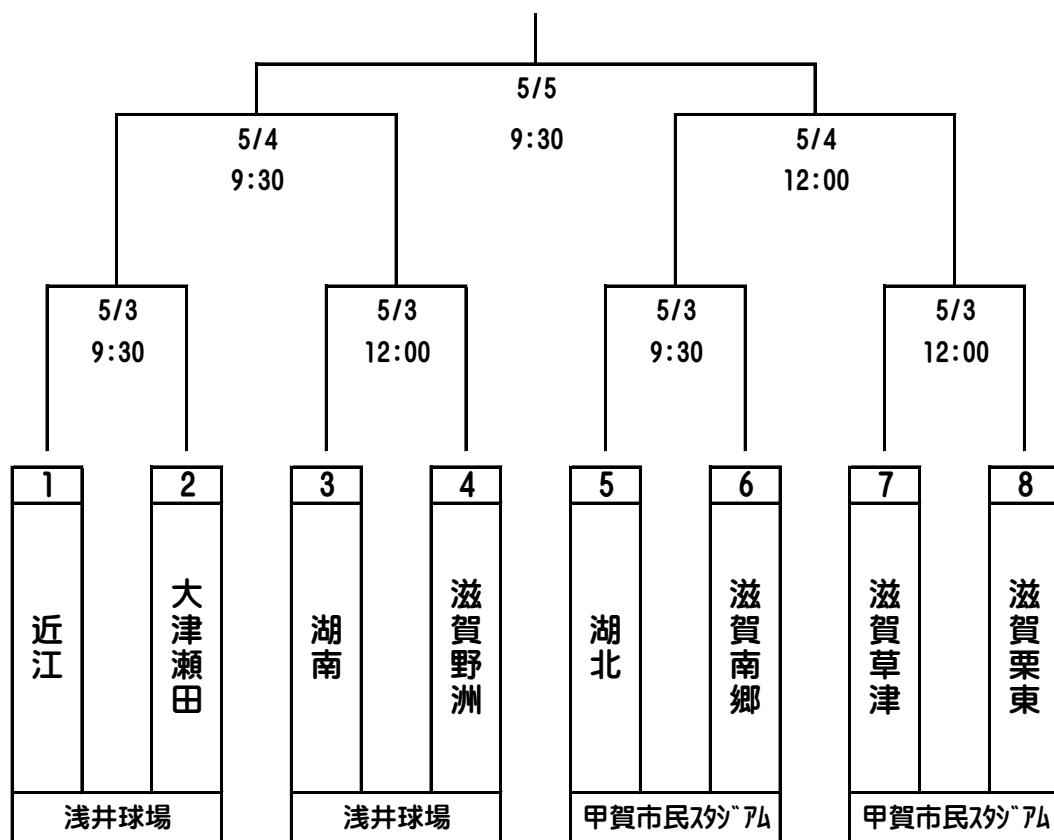 5/5
9:30
5/4
9:30
5/4
12:00
5/3
9:30
5/3
12:00
5/3
9:30
5/3
12:00
1
2
3
4
5
6
7
8
近江
大津瀬田
湖南
滋賀野洲
湖北
滋賀南郷
滋賀草津
滋賀栗東
浅井球場
浅井球場
甲賀市民ｽﾀｼﾞｱﾑ
甲賀市民ｽﾀｼﾞｱﾑ